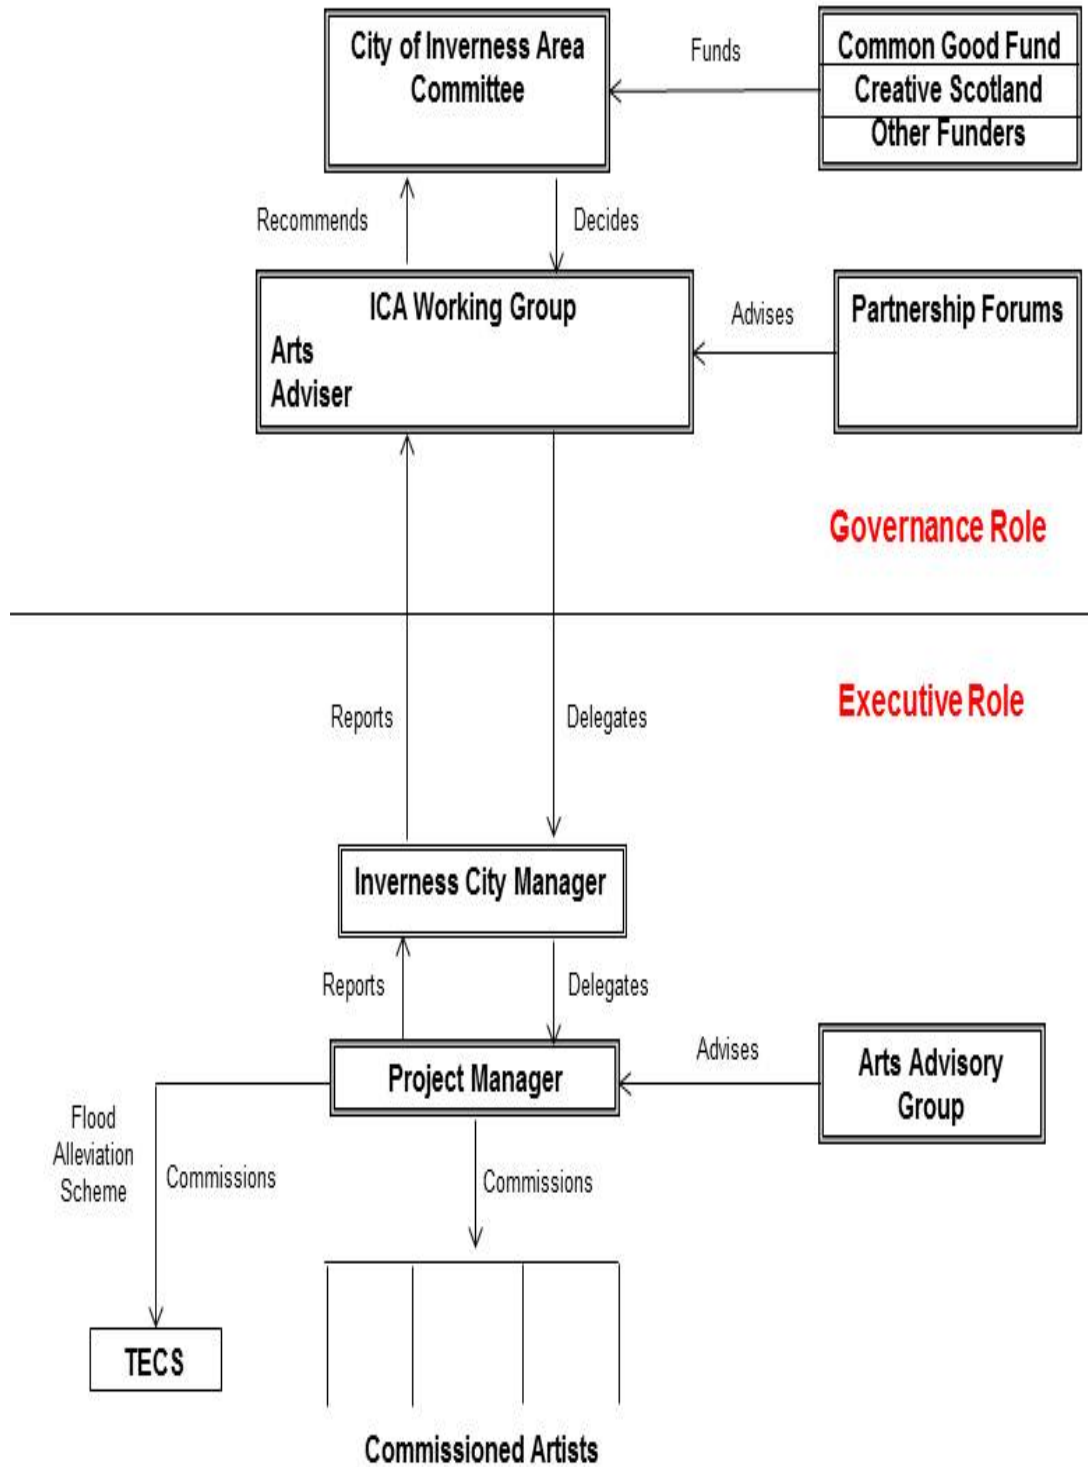 City of Inverness Area
Committee
Funds
Common Good Fund
Creative Scotland
Other Funders
Recommends
Decides
ICA Working Group
Arts
Adviser
Advises
Partnership Forums
Governance Role
Executive Role
Reports
Delegates
Inverness City Manager
Reports
Delegates
Project Manager
Advises
Arts Advisory
Group
Flood
Alleviation
Scheme
Commissions
Commissions
TECS
Commissioned Artists